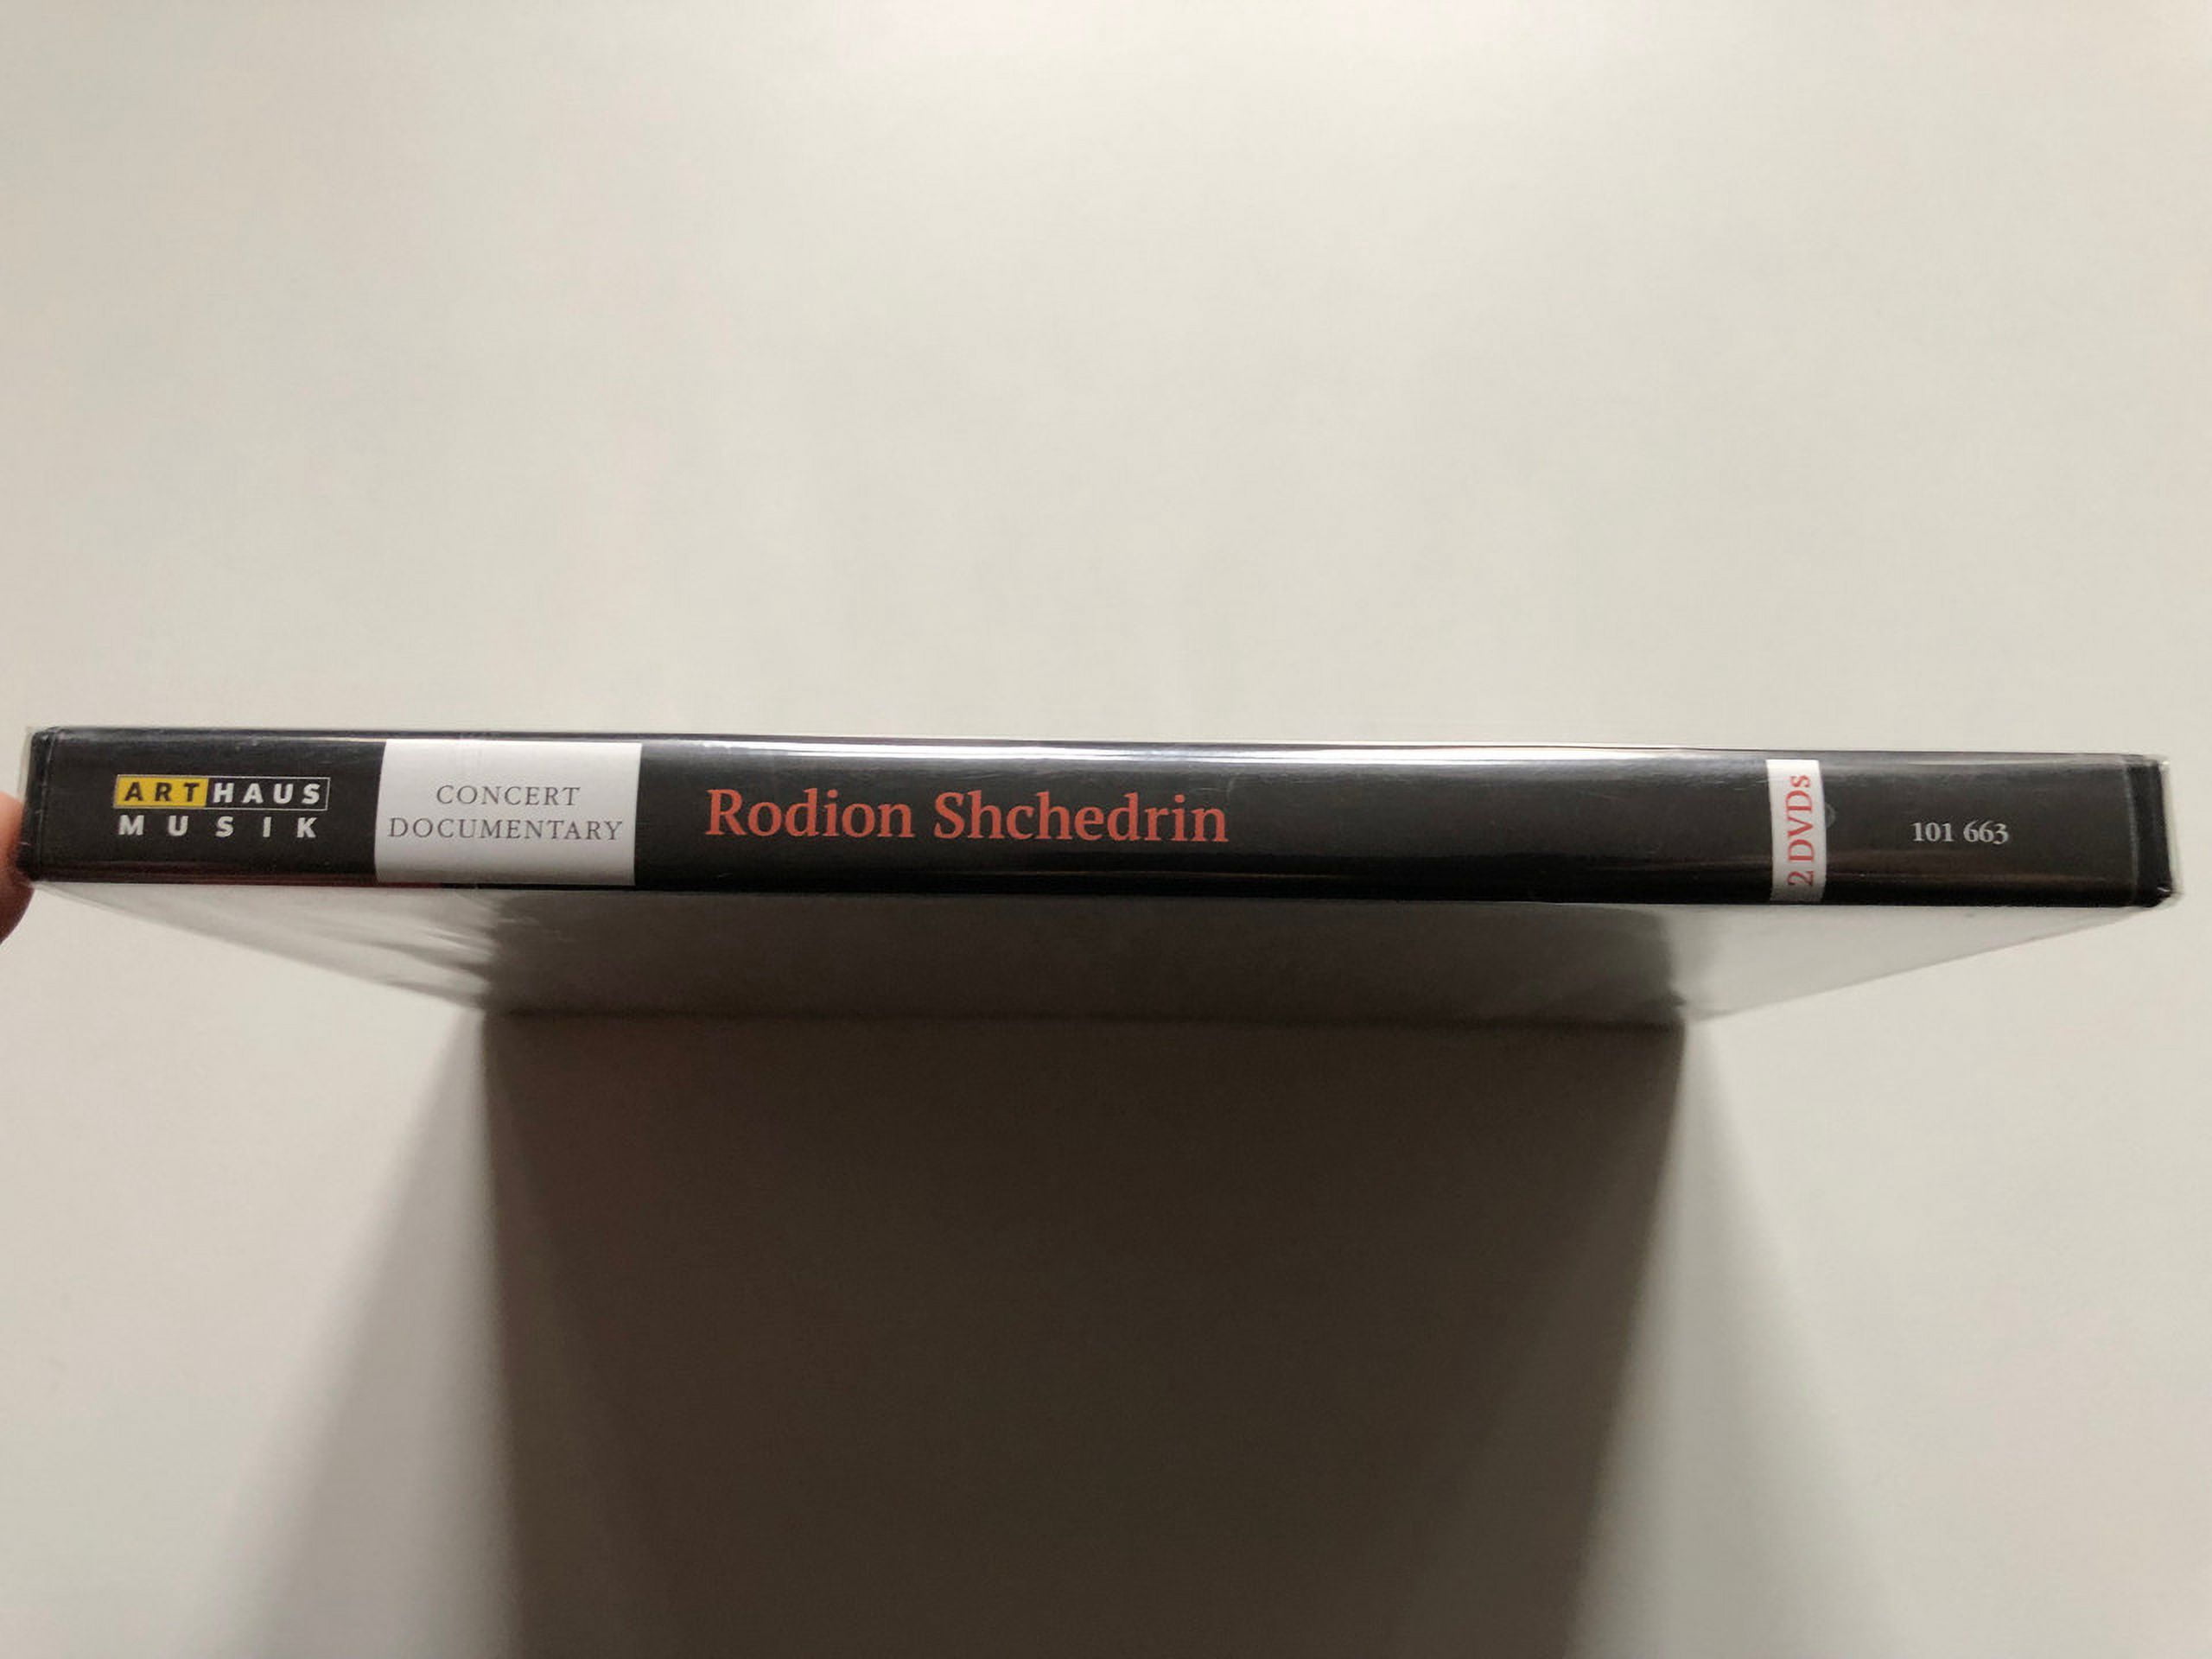 ARTHAUS
MUSIK
CONCERT
DOCUMENTARY
Rodion Shchedrin
2 DVDs
101 663